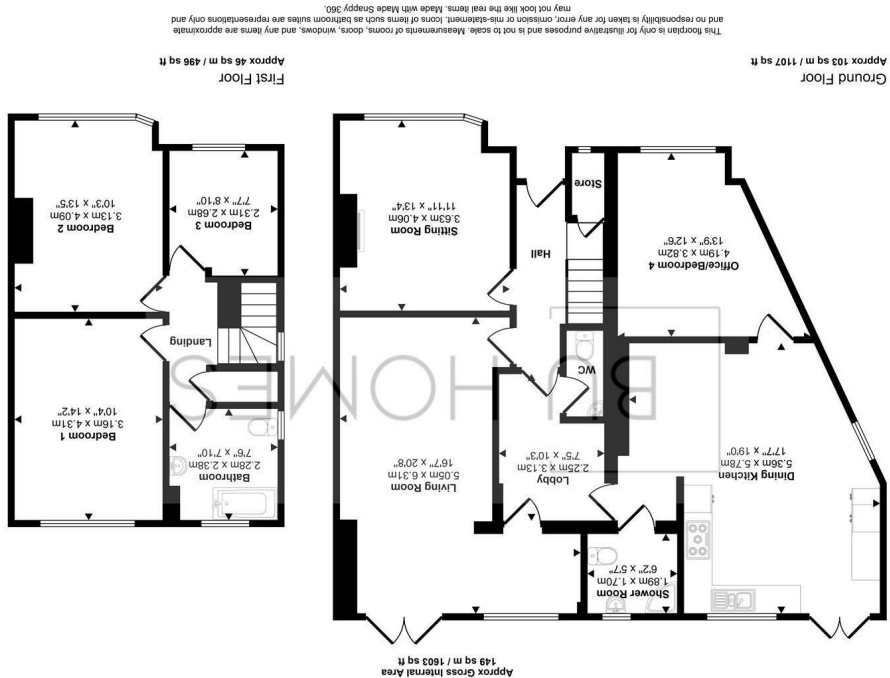 Approx Gross Internal Area
149 sq m / 1603 sq ft
Dining Kitchen
5.36m x 5.78m
17'7" x 19'0"
Shower Room
1.89m x 1.70m
6'2" x 5'7"
Lobby
2.25m x 3.13m
7'5" x 10'3"
Living Room
5.05m x 6.31m
16'7" x 20'8"
WC
Office/Bedroom 4
4.19m x 3.82m
13'9" x 12'6"
Store
Hall
Sitting Room
3.63m x 4.06m
11'11" x 13'4"
Ground Floor
Approx 103 sq m / 1107 sq ft
Bathroom
2.28m x 2.38m
7'6" x 7'10"
Bedroom 1
3.16m x 4.31m
10'4" x 14'2"
Landing
Bedroom 3
2.31m x 2.68m
7'7" x 8'10"
Bedroom 2
3.13m x 4.09m
10'3" x 13'5"
First Floor
Approx 46 sq m / 496 sq ft
BU HOMES
This floorplan is only for illustrative purposes and is not to scale. Measurements of rooms, doors, windows, and any items are approximate
and no responsibility is taken for any error, omission or mis-statement. Icons of items such as bathroom suites are representations only and
may not look like the real items. Made with Made Snappy 360.